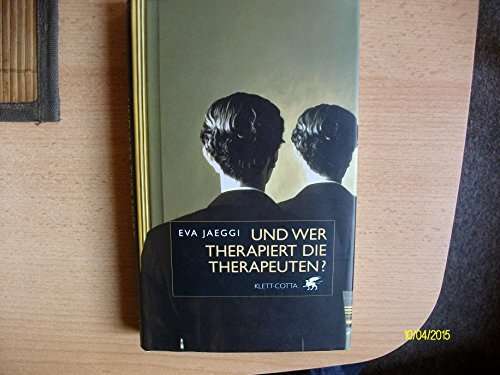 EVA JAEGGI UND WER
THERAPIERT DIE
THERAPEUTEN?
KLETT-COTTA
10/04/2015